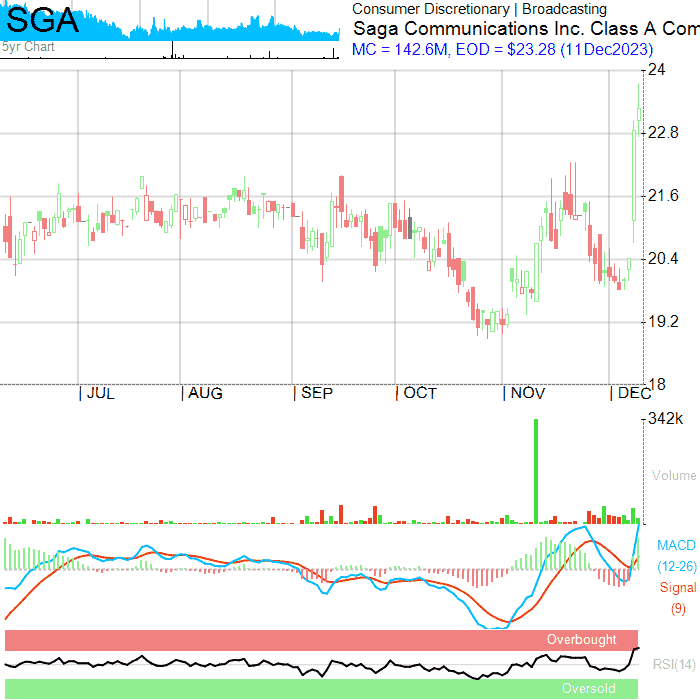 SGA
5yr Chart
Consumer Discretionary | Broadcasting
Saga Communications Inc. Class A Com
MC = 142.6M, EOD = $23.28 (11Dec2023)
24
22.8
21.6
20.4
19.2
18
| JUL | AUG | SEP | OCT | NOV | DEC
342k
Volume
MACD
(12-26)
Signal
(9)
Overbought
RSI(14)
Oversold